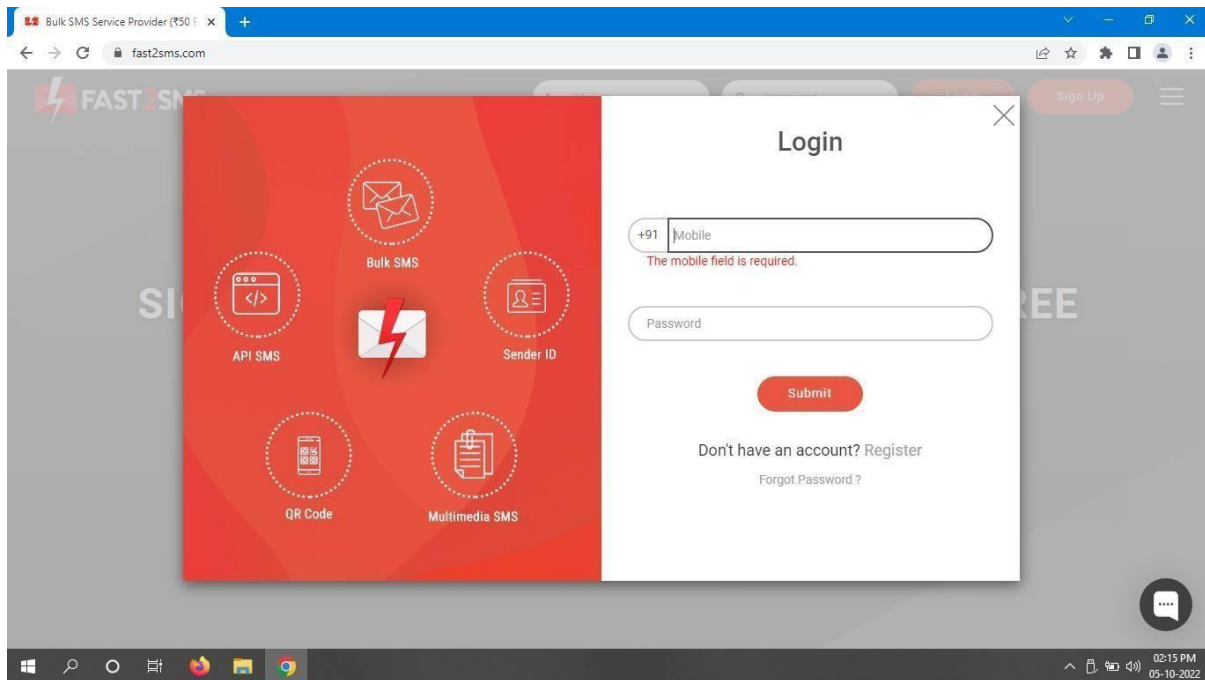 Bulk SMS Service Provider (₹50 F
fast2sms.com
FAST2SMS
Sign Up
Login
+91 Mobile
The mobile field is required.
Password
Submit
Don't have an account? Register
Forgot Password ?
Bulk SMS
API SMS
Sender ID
QR Code
Multimedia SMS
SI
REE
02:15 PM
05-10-2022